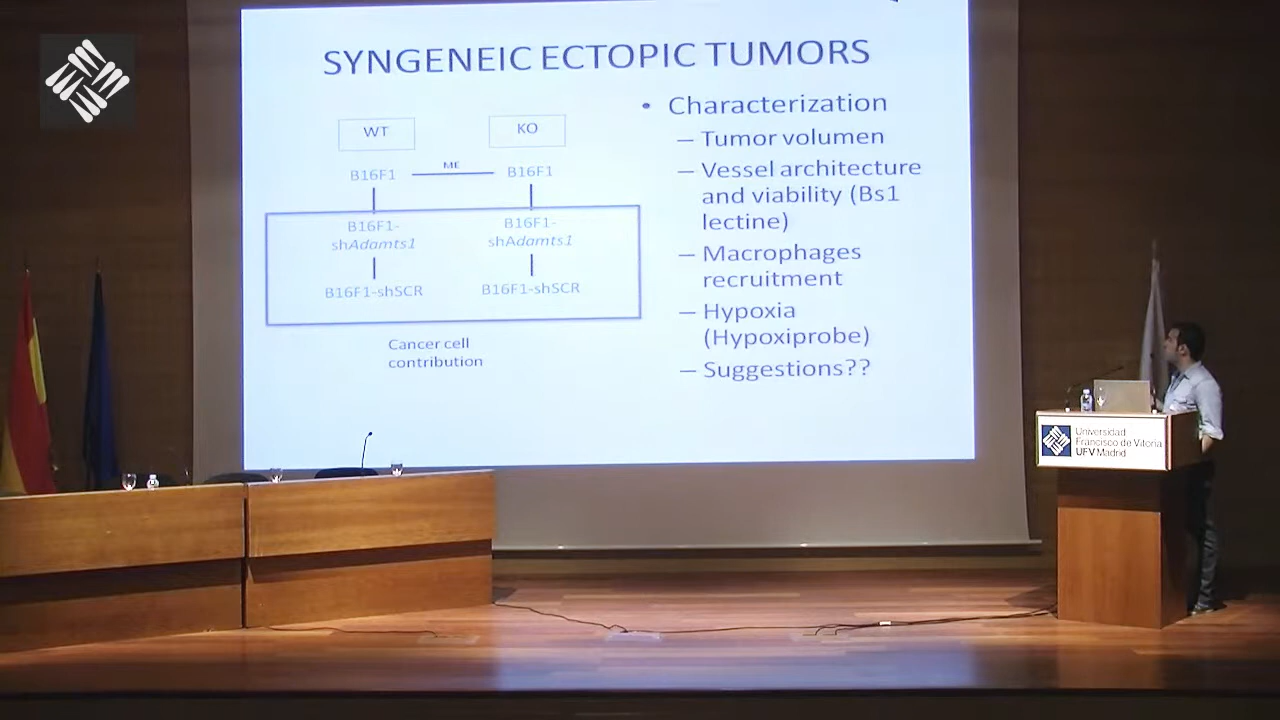 SYNGENEIC ECTOPIC TUMORS
WT
KO
B16F1
ME
B16F1
B16F1-
shAdamts1
B16F1-
shAdamts1
B16F1-shSCR
B16F1-shSCR
Cancer cell
contribution
• Characterization
– Tumor volumen
– Vessel architecture
and viability (Bs1
lectine)
– Macrophages
recruitment
– Hypoxia
(Hypoxiprobe)
– Suggestions??
Universidad
Francisco de Vitoria
UFV Madrid